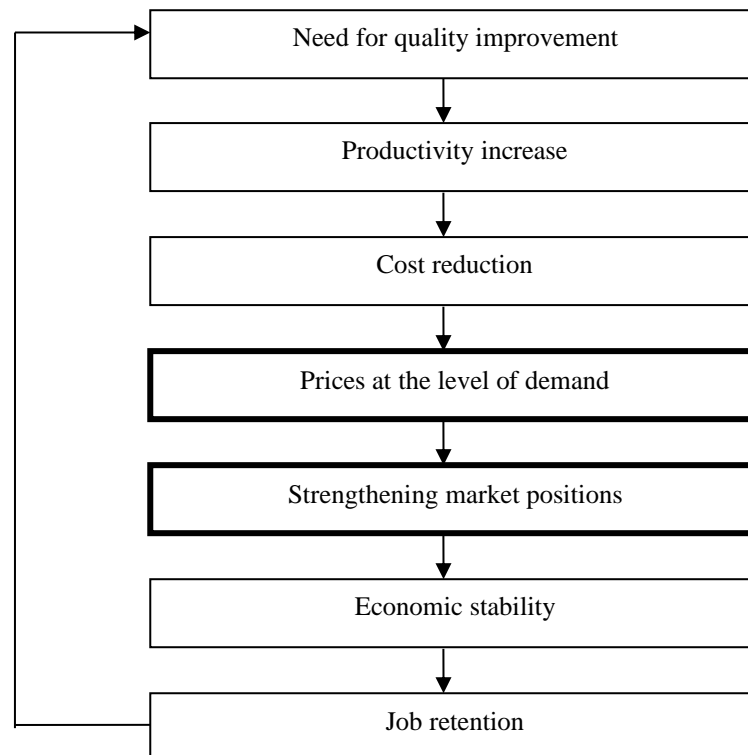 Need for quality improvement
Productivity increase
Cost reduction
Prices at the level of demand
Strengthening market positions
Economic stability
Job retention